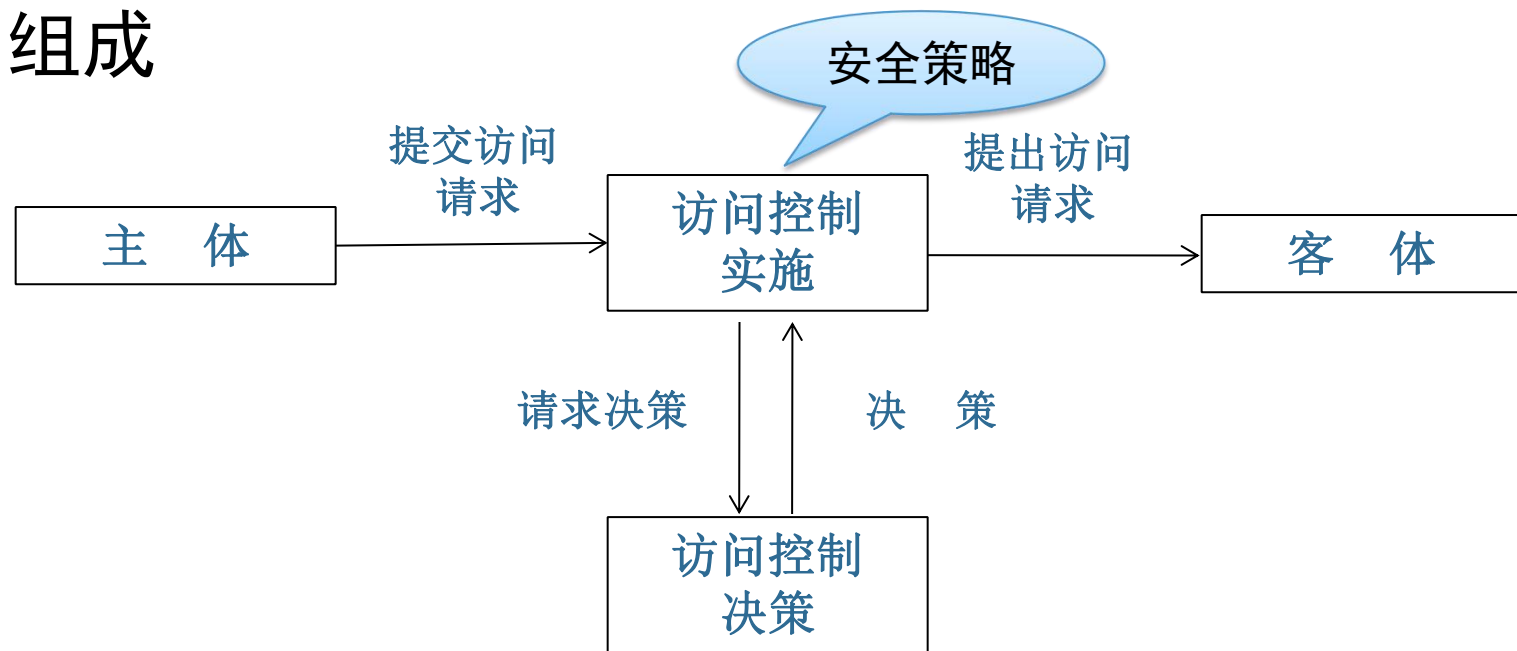 组成
安全策略
提交访问
请求
提出访问
请求
主 体
访问控制
实施
客 体
请求决策
决 策
访问控制
决策